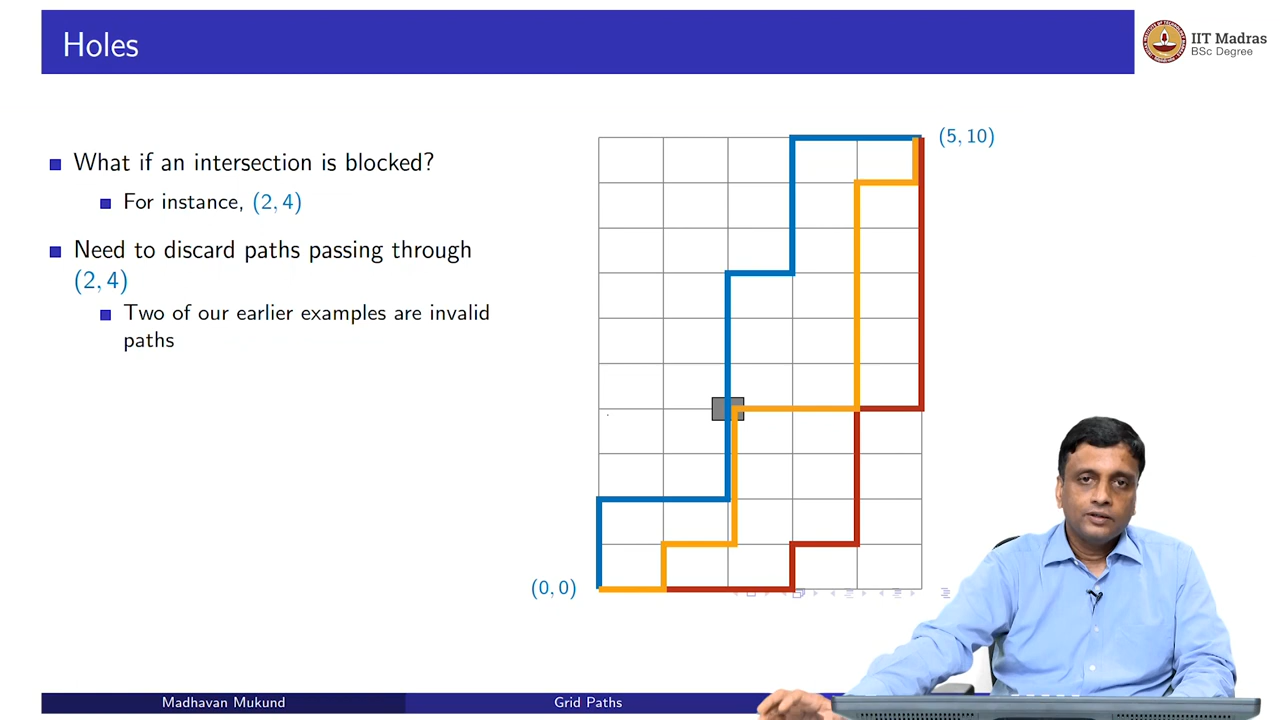 Holes
IIT Madras
BSc Degree
What if an intersection is blocked?
For instance, (2, 4)
Need to discard paths passing through
(2, 4)
Two of our earlier examples are invalid
paths
(5, 10)
(0, 0)
Madhavan Mukund
Grid Paths